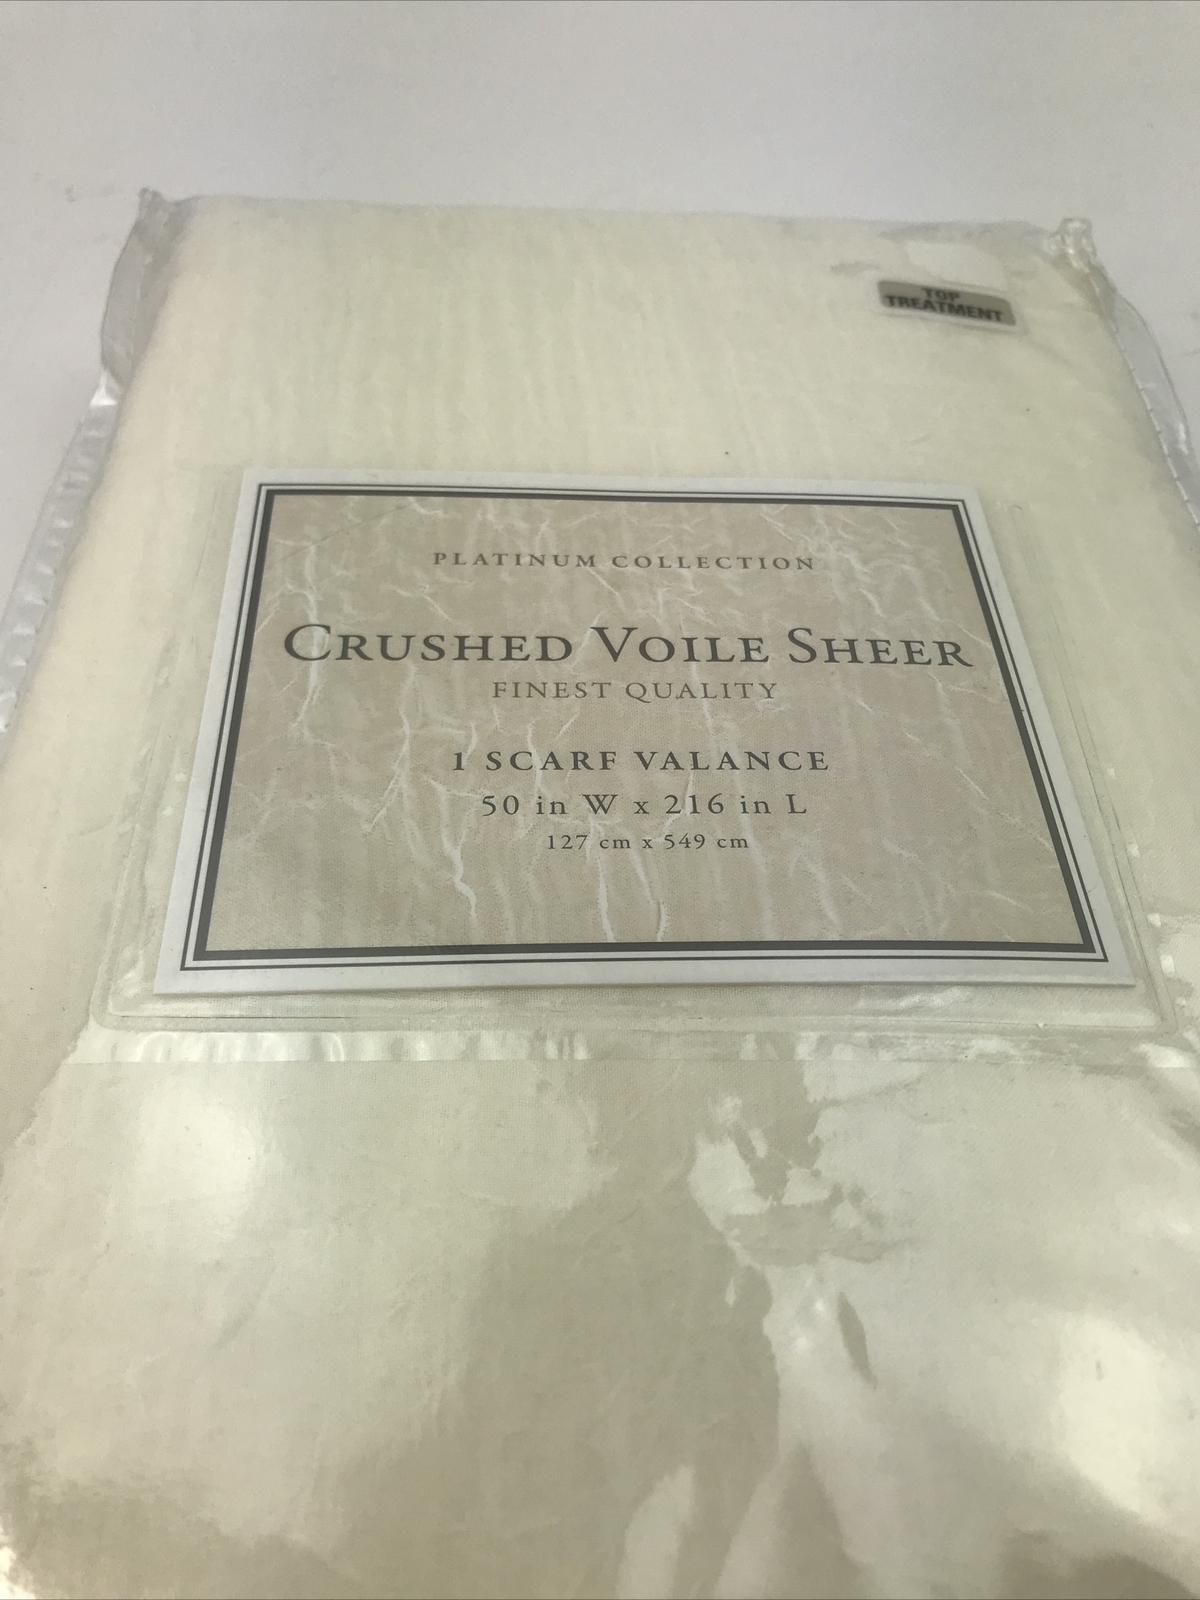 TOP
TREATMENT
PLATINUM COLLECTION
CRUSHED VOILE SHEER
FINEST QUALITY
1 SCARF VALANCE
50 in W x 216 in L
127 cm x 549 cm